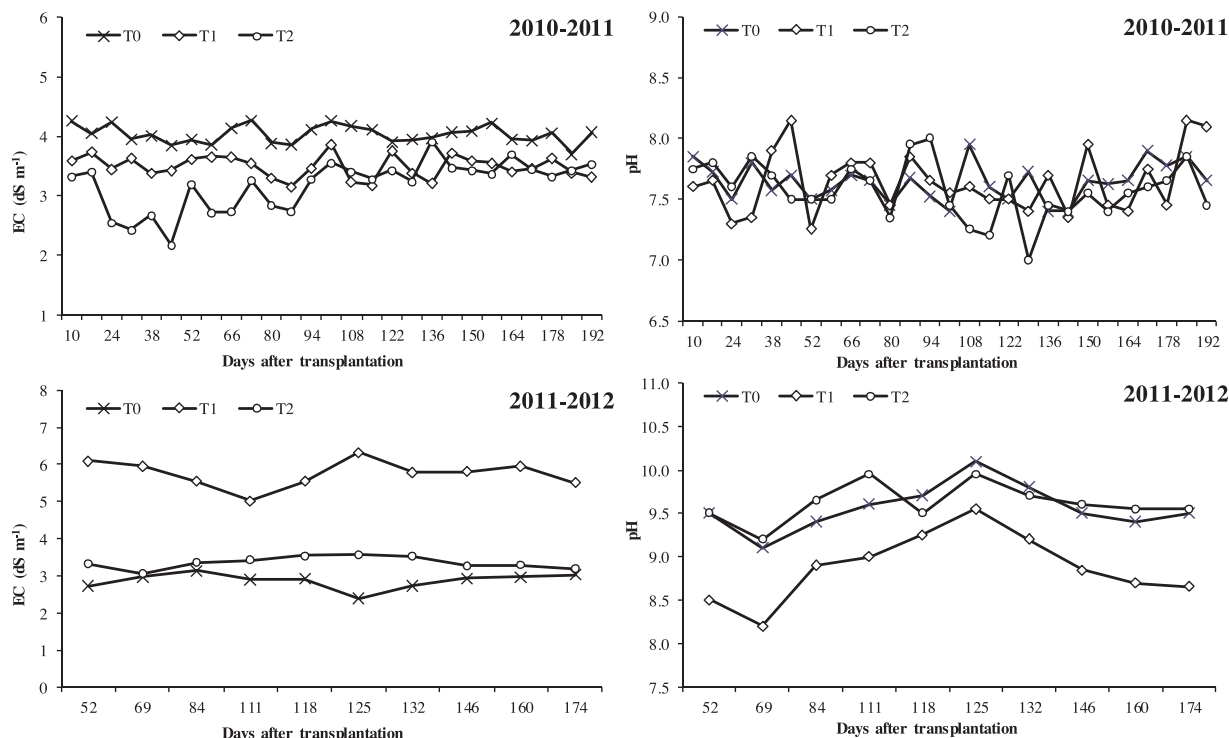 2010-2011
T0 T1 T2
6
5
4
3
2
1
EC (dS m-1)
10 24 38 52 66 80 94 108 122 136 150 164 178 192
Days after transplantation
2010-2011
T0 T1 T2
9.0
8.5
8.0
7.5
7.0
6.5
pH
10 24 38 52 66 80 94 108 122 136 150 164 178 192
Days after transplantation
2011-2012
T0 T1 T2
8
7
6
5
4
3
2
1
0
EC (dS m-1)
52 69 84 111 118 125 132 146 160 174
Days after transplantation
2011-2012
T0 T1 T2
11.0
10.5
10.0
9.5
9.0
8.5
8.0
7.5
pH
52 69 84 111 118 125 132 146 160 174
Days after transplantation